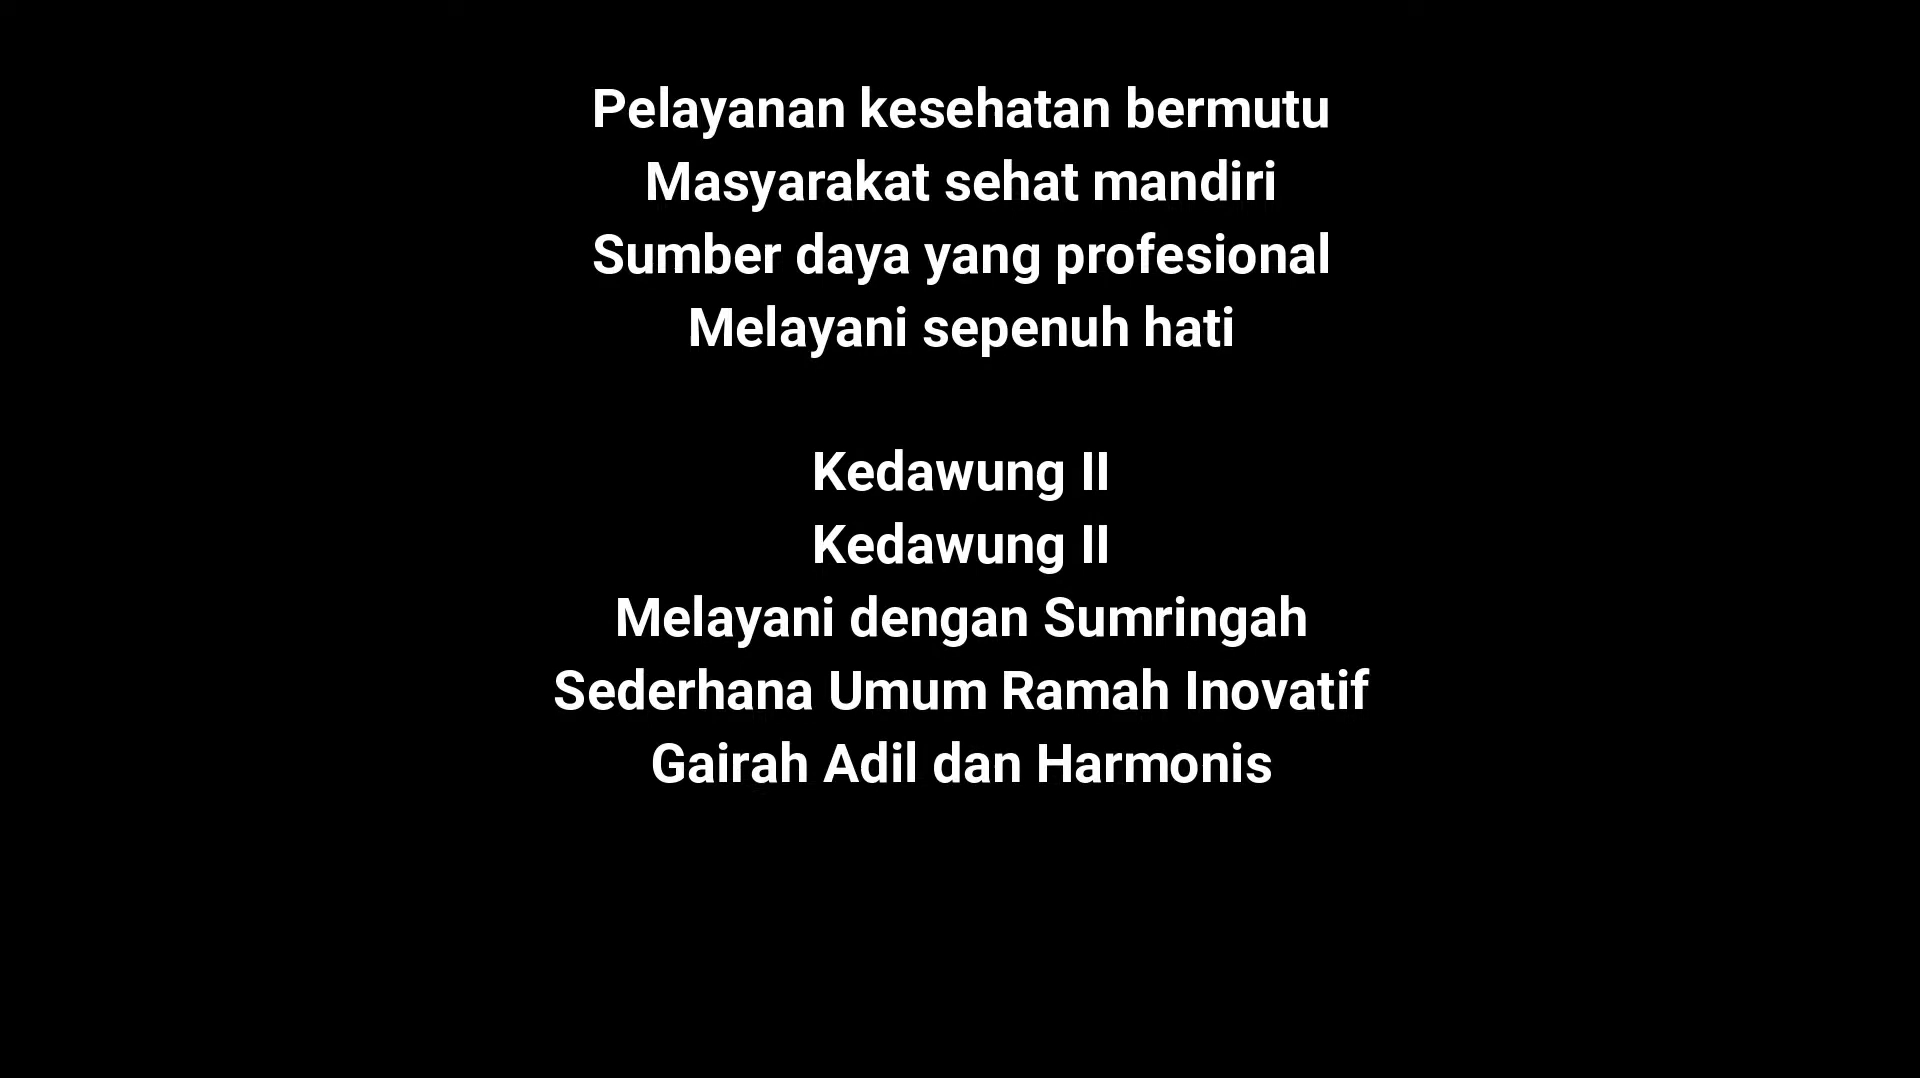 Pelayanan kesehatan bermutu
Masyarakat sehat mandiri
Sumber daya yang profesional
Melayani sepenuh hati
Kedawung II
Kedawung II
Melayani dengan Sumringah
Sederhana Umum Ramah Inovatif
Gairah Adil dan Harmonis